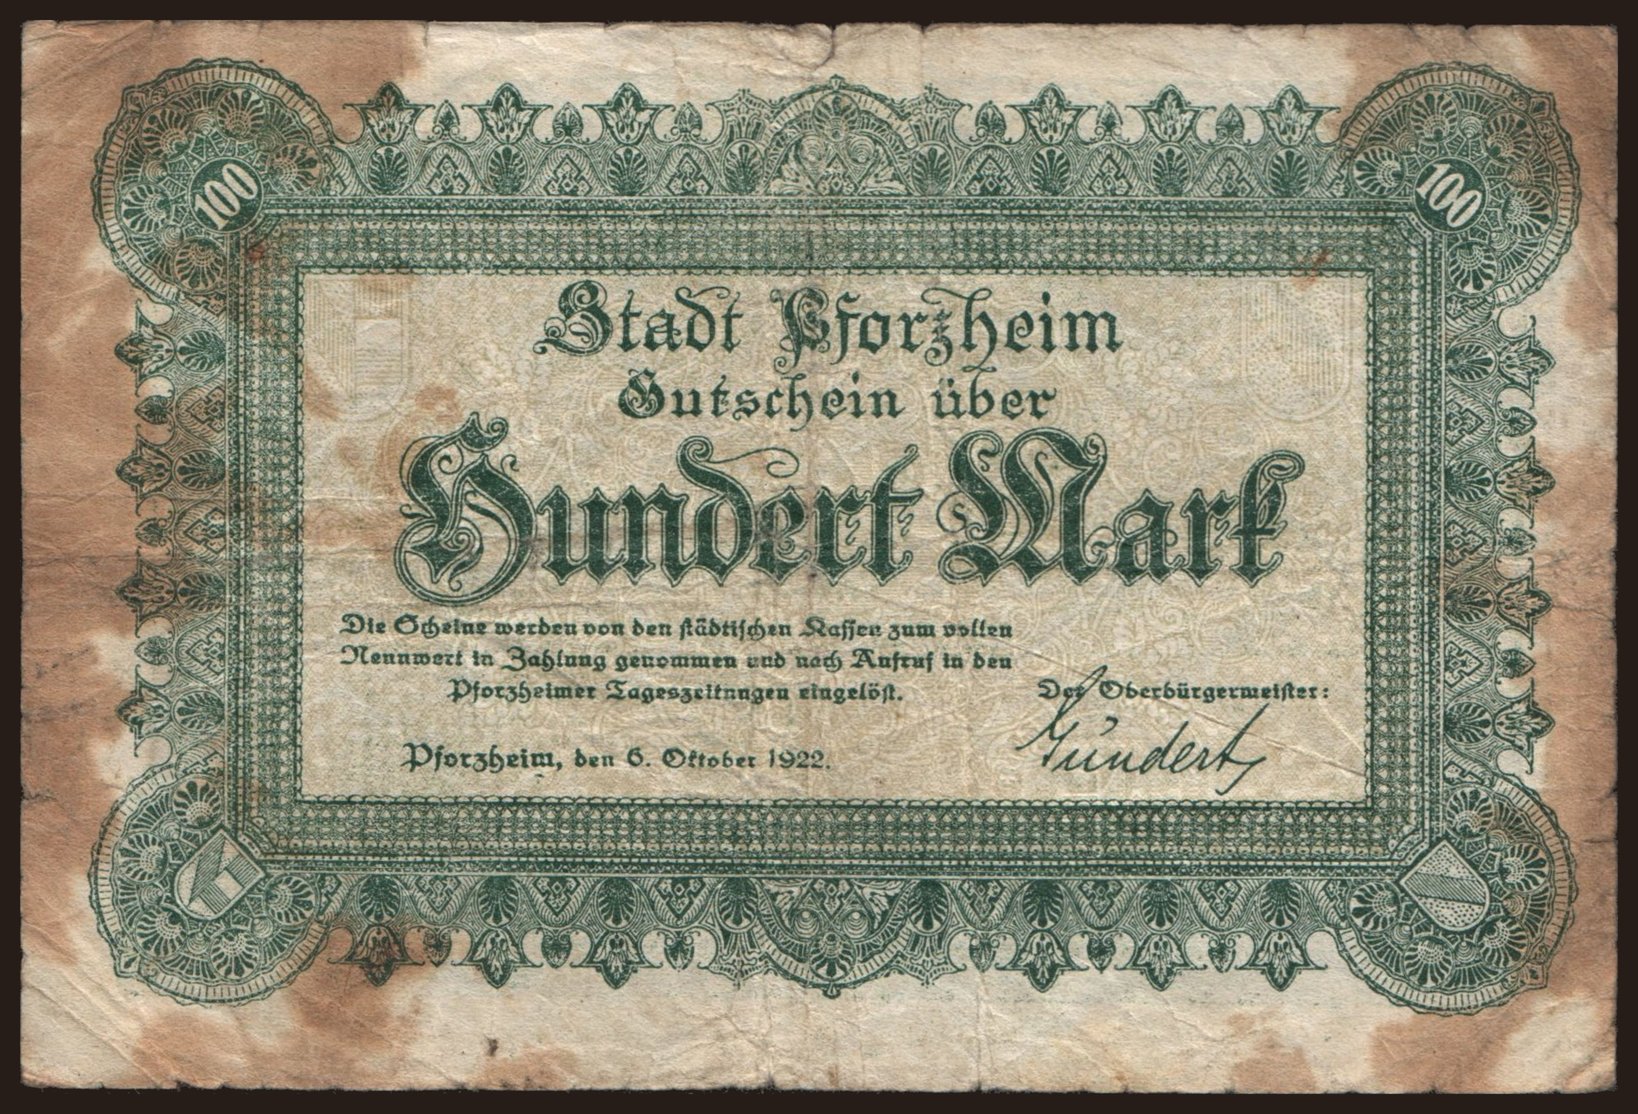 100
100
Stadt Pforzheim
Gutschein über
Hundert Mark
Die Scheine werden von den städtischen Kassen zum vollen
Nennwert in Zahlung genommen und nach Aufruf in den
Pforzheimer Tageszeitungen eingelöst.
Der Oberbürgermeister:
Gündert
Pforzheim, den 6. Oktober 1922.